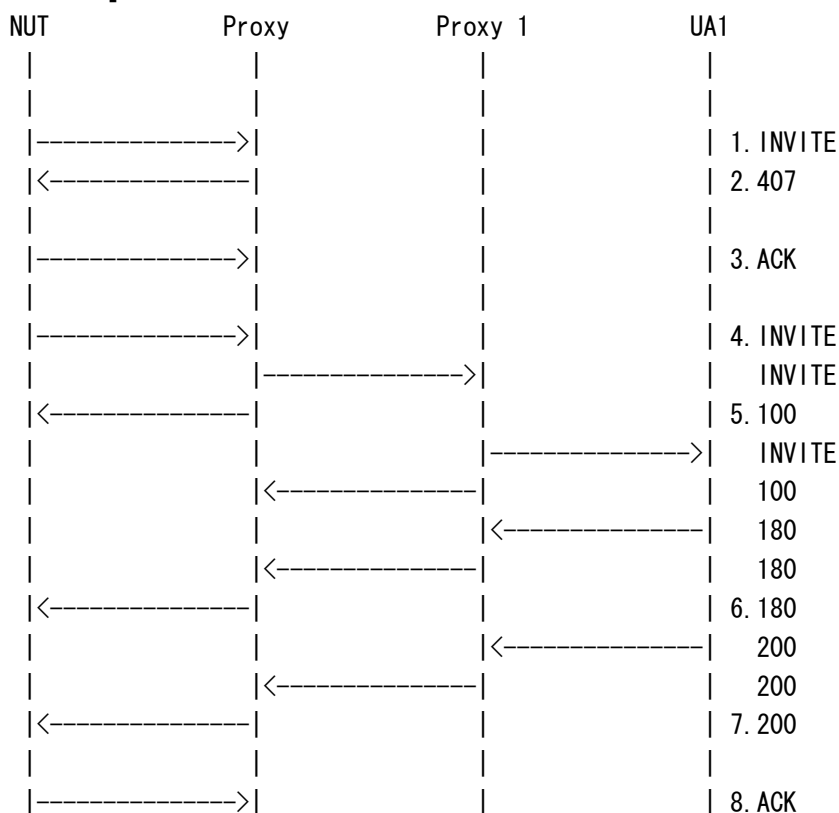 NUT Proxy Proxy 1 UA1
1. INVITE
2. 407
3. ACK
4. INVITE
INVITE
5. 100
INVITE
100
180
180
6. 180
200
200
7. 200
8. ACK